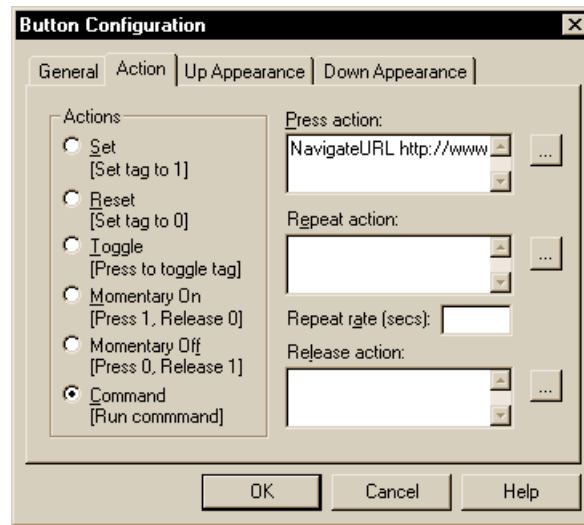 Button Configuration
General Action Up Appearance Down Appearance
Actions
Set
[Set tag to 1]
Reset
[Set tag to 0]
Toggle
[Press to toggle tag]
Momentary On
[Press 1, Release 0]
Momentary Off
[Press 0, Release 1]
Command
[Run commmand]
Press action:
NavigateURL http://www
...
Repeat action:
...
Repeat rate (secs):
Release action:
...
OK Cancel Help